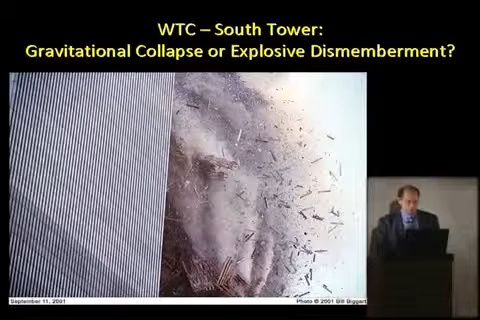 WTC – South Tower:
Gravitational Collapse or Explosive Dismemberment?
September 11, 2001
Photo © 2001 Bill Biggart